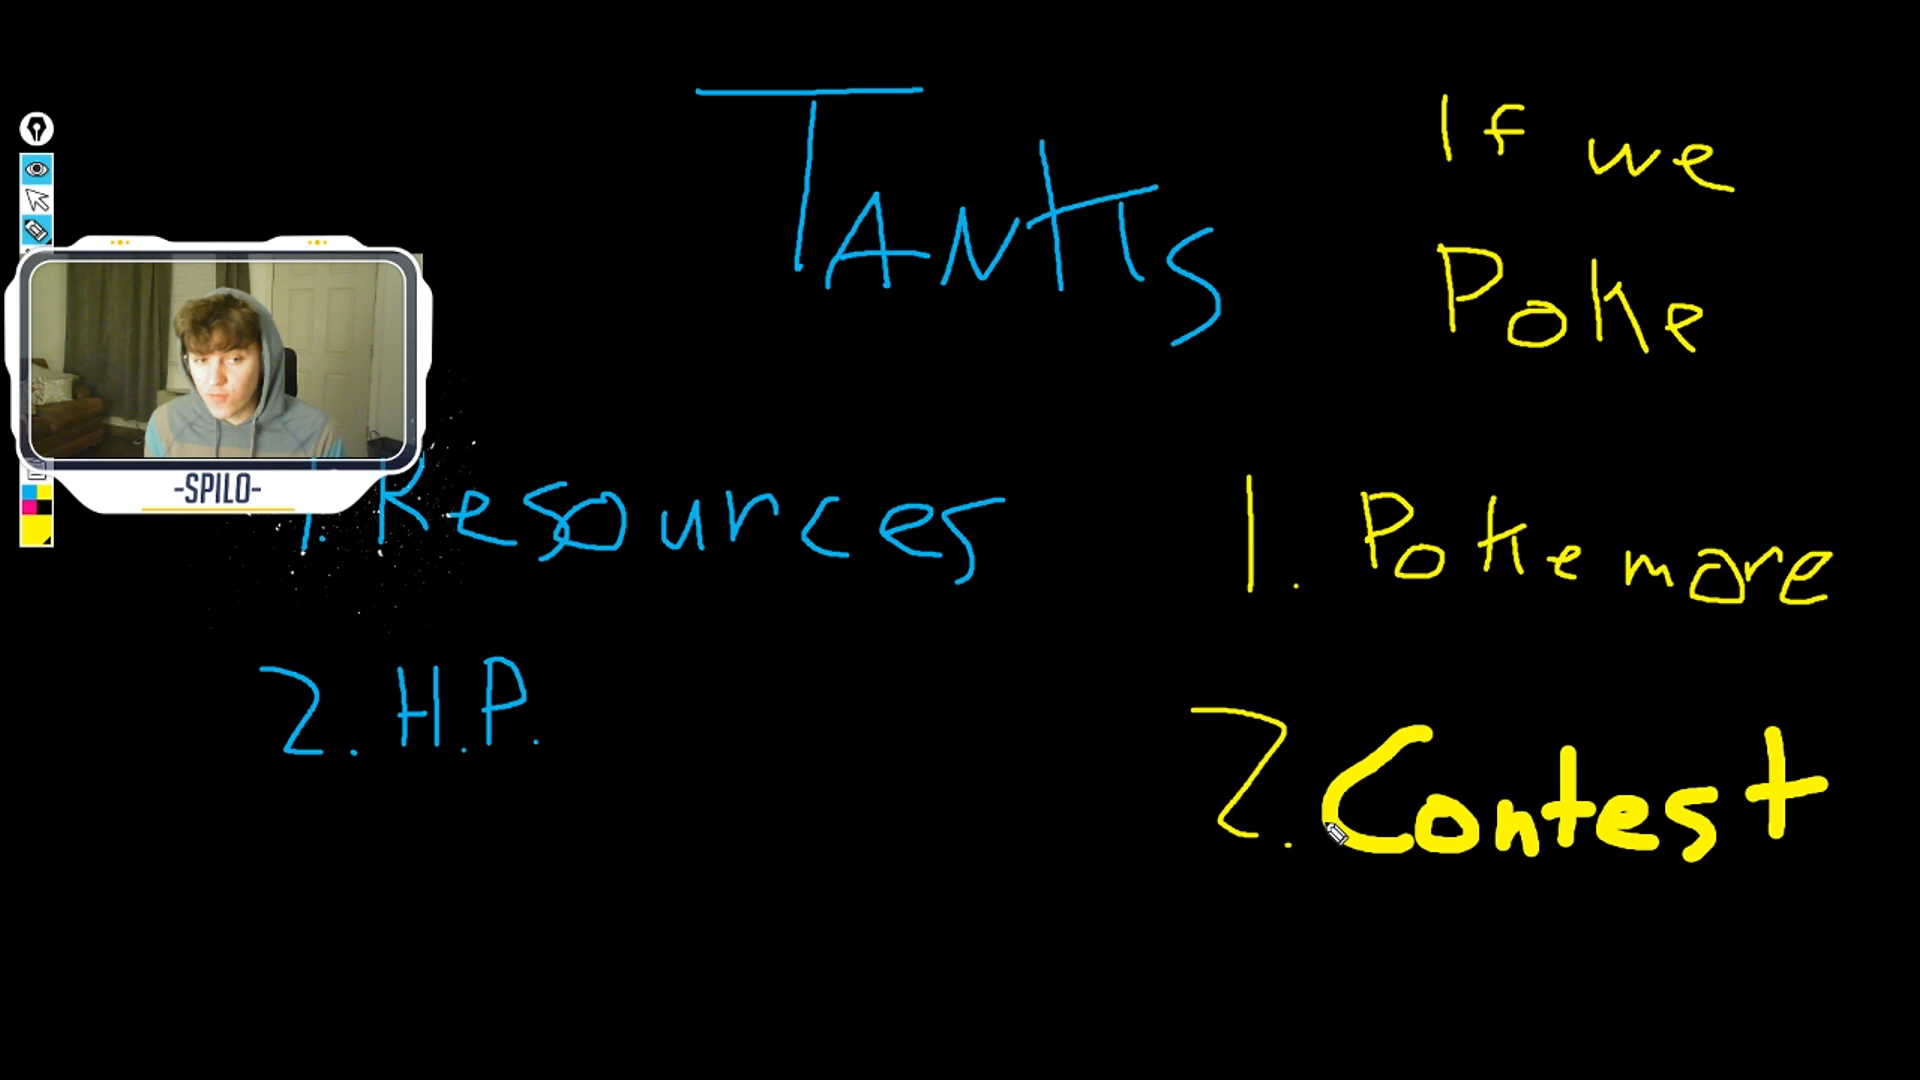 TANKS
If we
Poke
-SPILO-
1. Resources
1. Poke more
2. H.P.
2. Contest